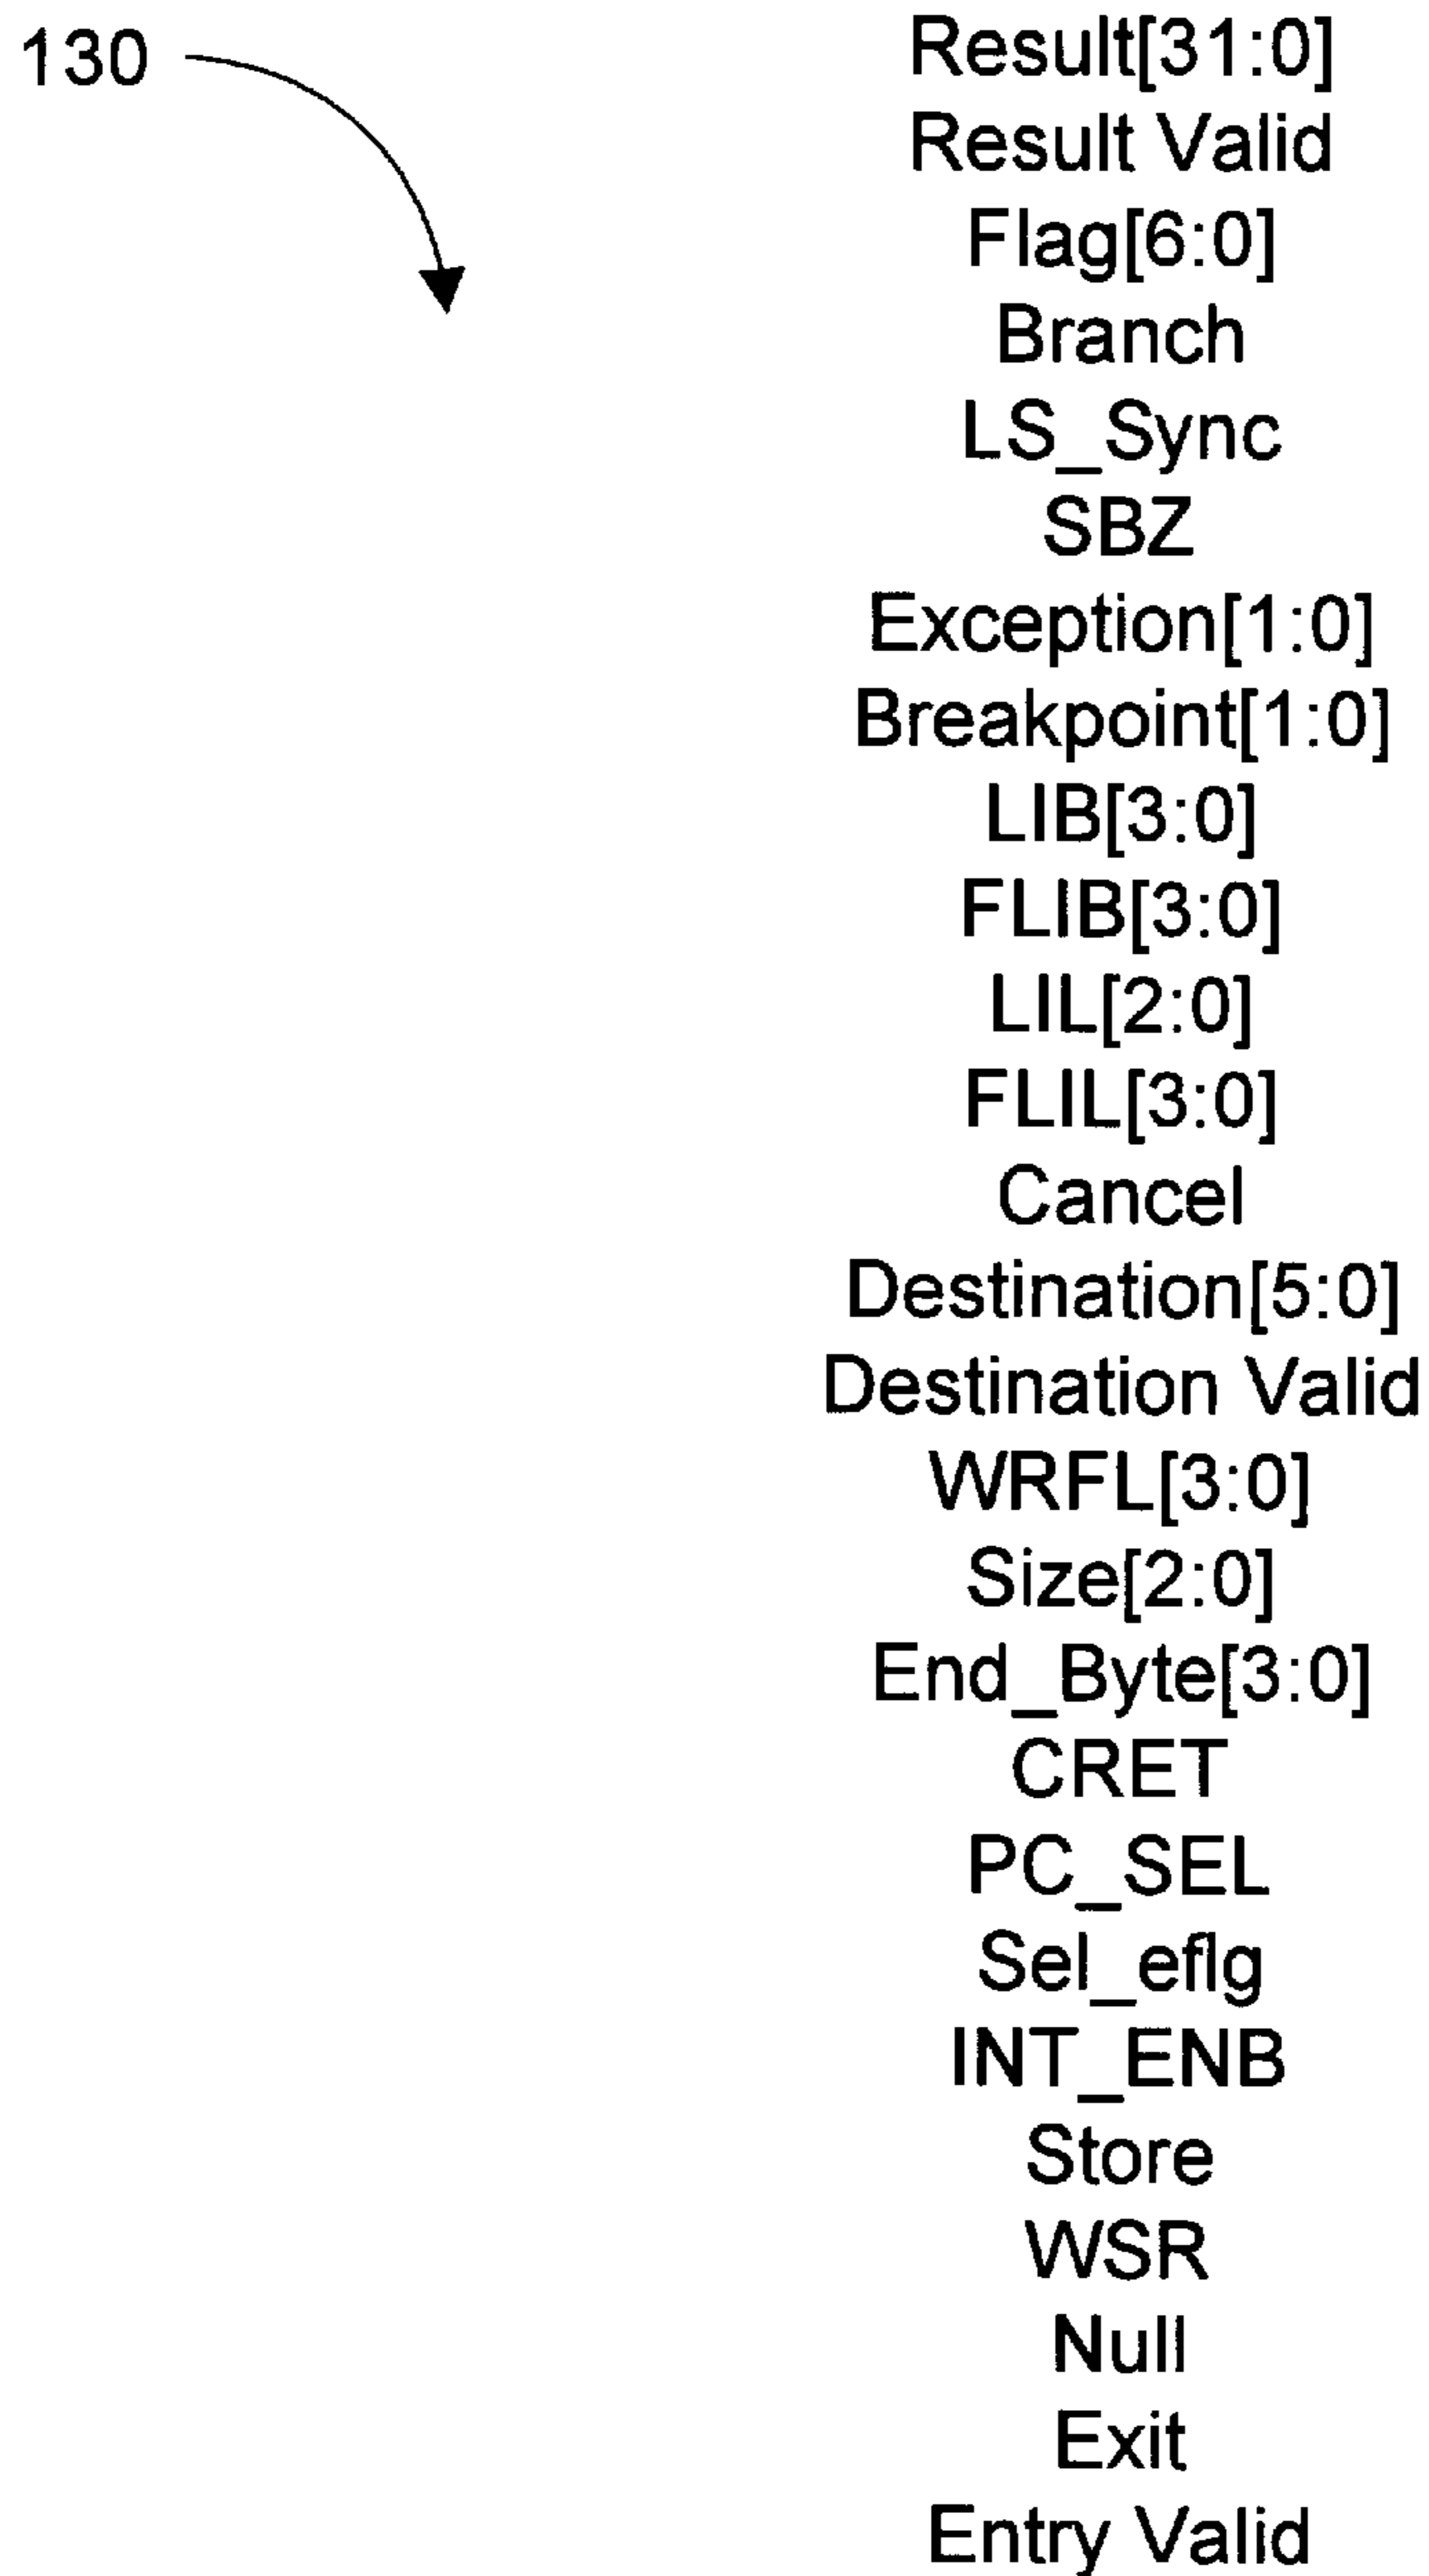 130
Result[31:0]
Result Valid
Flag[6:0]
Branch
LS_Sync
SBZ
Exception[1:0]
Breakpoint[1:0]
LIB[3:0]
FLIB[3:0]
LIL[2:0]
FLIL[3:0]
Cancel
Destination[5:0]
Destination Valid
WRFL[3:0]
Size[2:0]
End_Byte[3:0]
CRET
PC_SEL
Sel_eflg
INT_ENB
Store
WSR
Null
Exit
Entry Valid